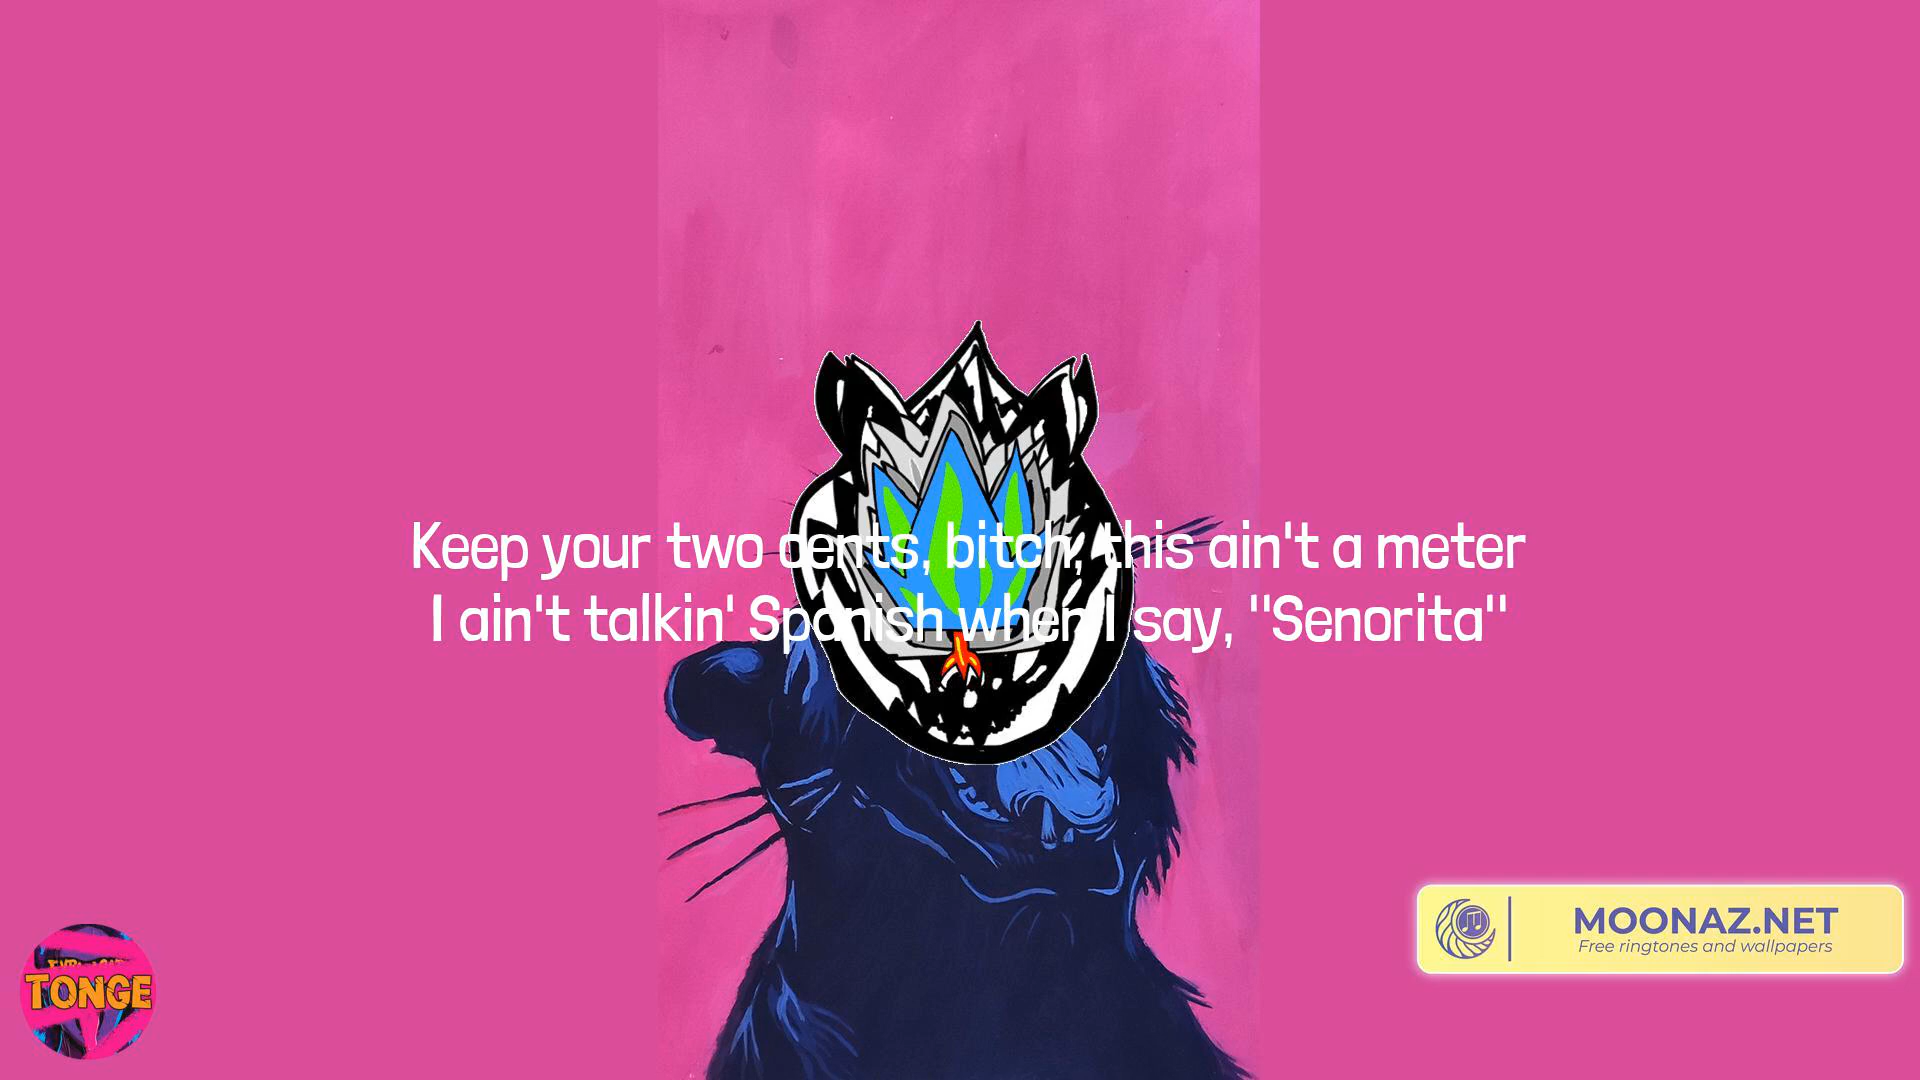 Keep your two cents, bitch, this ain't a meter
I ain't talkin' Spanish when I say, "Senorita"
MOONAZ.NET
Free ringtones and wallpapers
TONGE